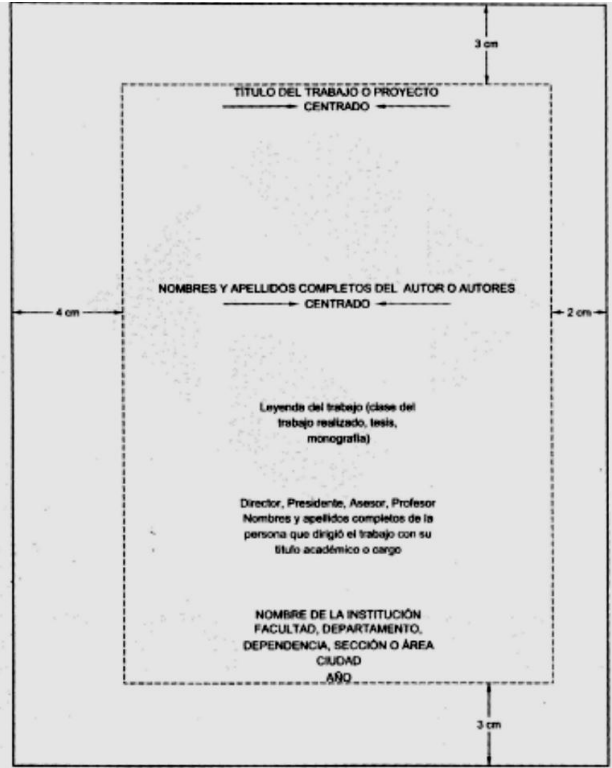 3 cm
TÍTULO DEL TRABAJO O PROYECTO
CENTRADO
NOMBRES Y APELLIDOS COMPLETOS DEL AUTOR O AUTORES
CENTRADO
4 cm
2 cm
Leyenda del trabajo (clase del
trabajo realizado, tesis,
monografía)
Director, Presidente, Asesor, Profesor
Nombres y apellidos completos de la
persona que dirigió el trabajo con su
título académico o cargo
NOMBRE DE LA INSTITUCIÓN
FACULTAD, DEPARTAMENTO,
DEPENDENCIA, SECCIÓN O ÁREA
CIUDAD
AÑO
3 cm